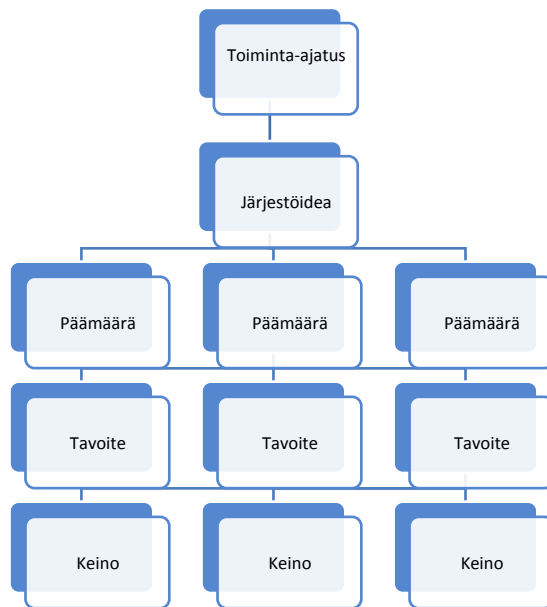 Toiminta-ajatus
Järjestöidea
Päämäärä Päämäärä Päämäärä
Tavoite Tavoite Tavoite
Keino Keino Keino